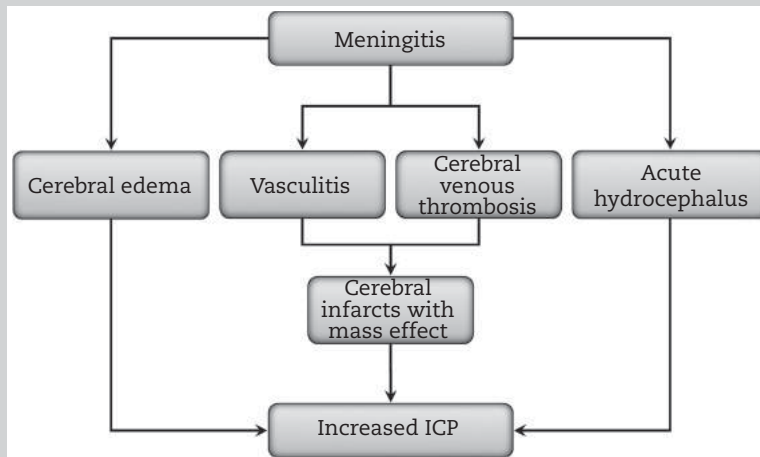 Meningitis
Cerebral edema
Vasculitis
Cerebral
venous
thrombosis
Acute
hydrocephalus
Cerebral
infarcts with
mass effect
Increased ICP